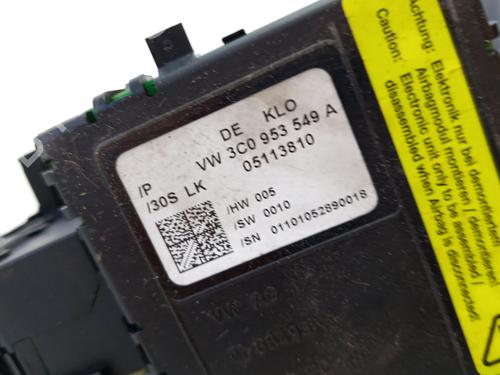 DE KLO
/P VW 3C0 953 549 A
/30S LK 05113810
/HW 005
/SW 0010
/SN 01101052890018
Achtung: Elektronik nur bei demontiertem
Airbagmodul montieren / demontieren
Caution: Electronic unit only to be assembled /
disassembled when Airbag is disconnected!
VW